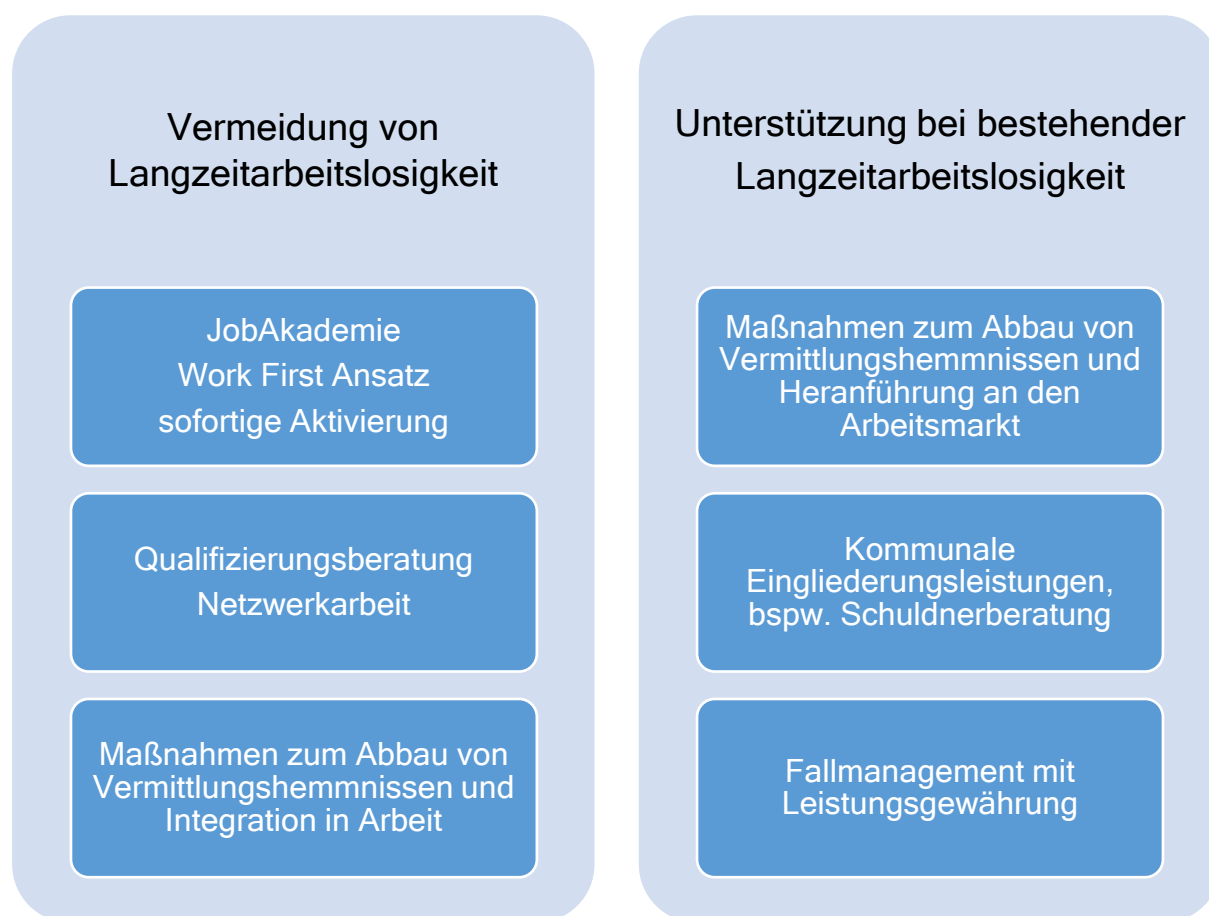 Vermeidung von
Langzeitarbeitslosigkeit
JobAkademie
Work First Ansatz
sofortige Aktivierung
Qualifizierungsberatung
Netzwerkarbeit
Maßnahmen zum Abbau von
Vermittlungshemmnissen und
Integration in Arbeit
Unterstützung bei bestehender
Langzeitarbeitslosigkeit
Maßnahmen zum Abbau von
Vermittlungshemmnissen und
Heranführung an den
Arbeitsmarkt
Kommunale
Eingliederungsleistungen,
bspw. Schuldnerberatung
Fallmanagement mit
Leistungsgewährung